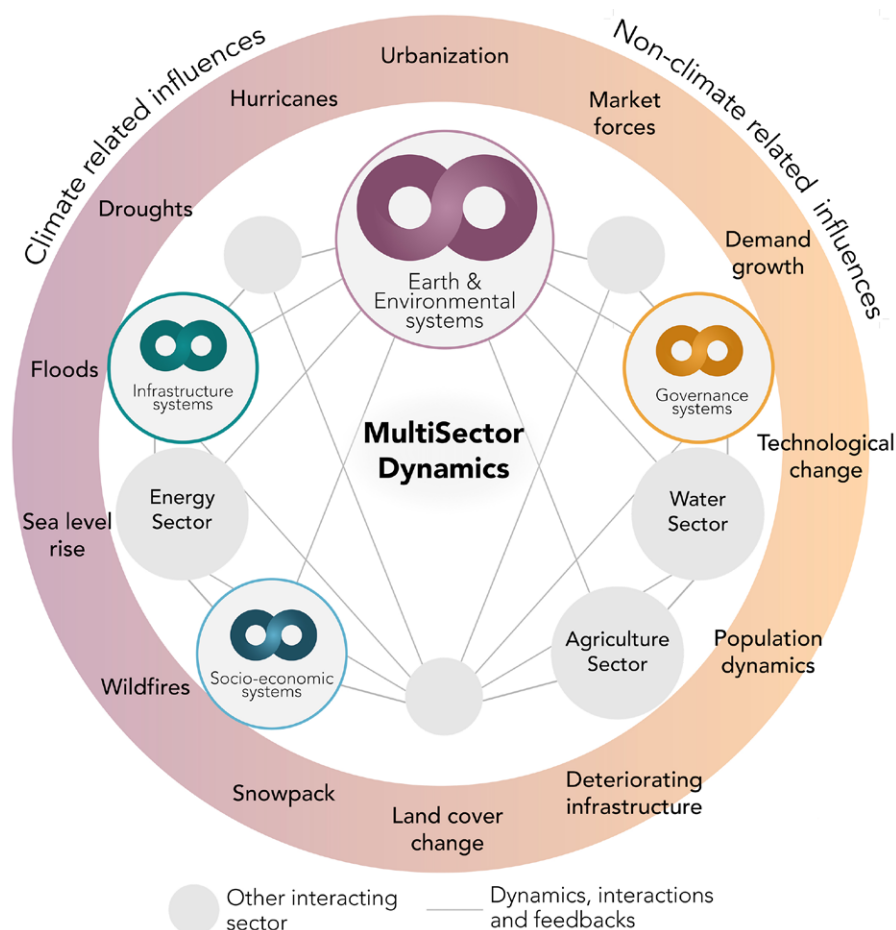 Climate related influences
Non-climate related influences
Urbanization
Hurricanes
Market
forces
Droughts
Demand
growth
Earth &
Environmental
systems
Floods
Infrastructure
systems
Governance
systems
MultiSector
Dynamics
Technological
change
Energy
Sector
Water
Sector
Sea level
rise
Agriculture
Sector
Population
dynamics
Socio-economic
systems
Wildfires
Snowpack
Land cover
change
Deteriorating
infrastructure
Other interacting
sector
Dynamics, interactions
and feedbacks